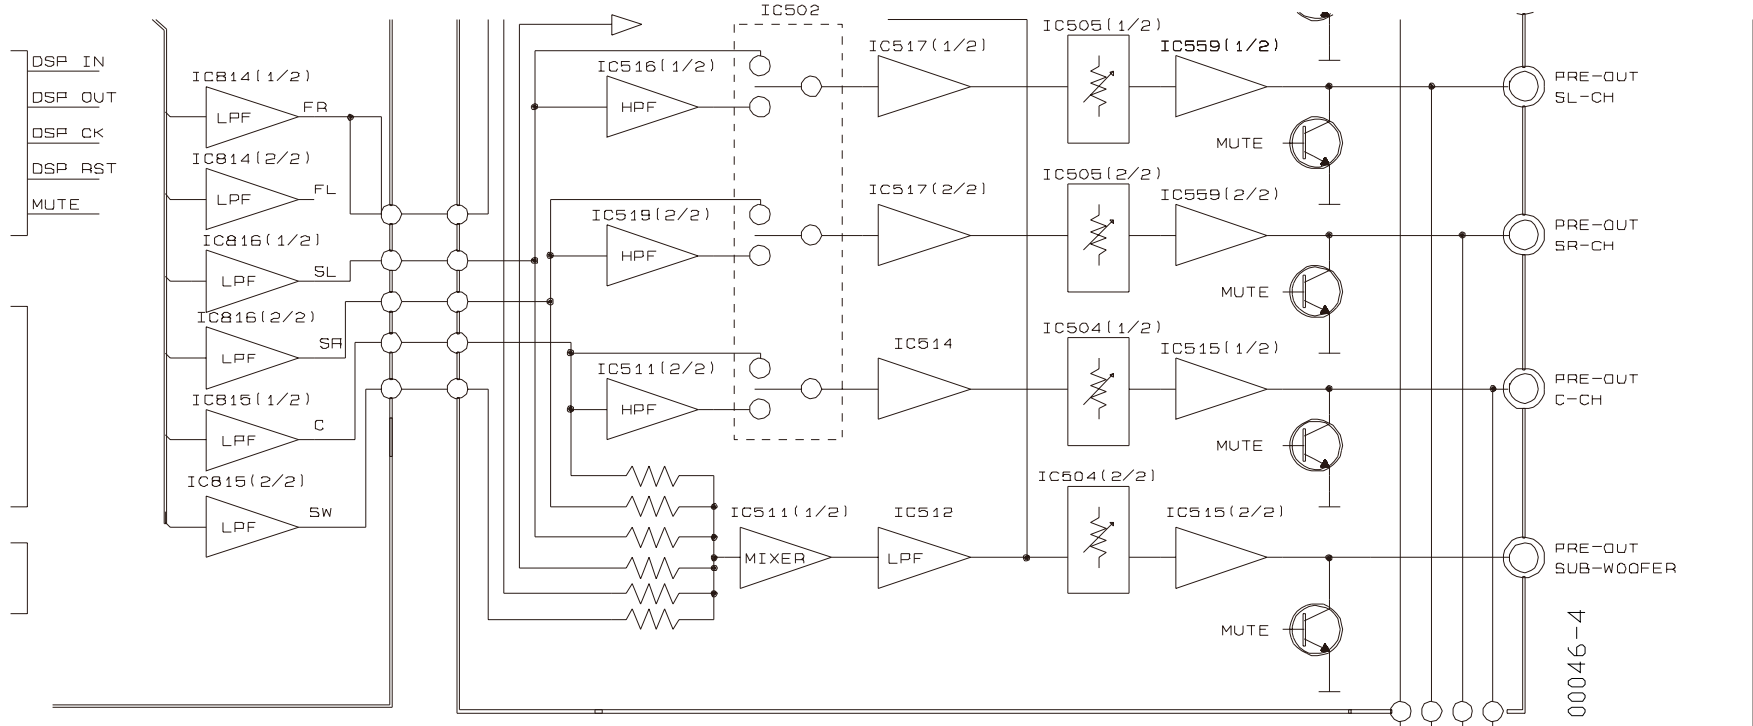 IC502
DSP IN
DSP OUT
DSP CK
DSP RST
MUTE
IC814(1/2)
LPF
FR
IC814(2/2)
LPF
FL
IC816(1/2)
LPF
SL
IC816(2/2)
LPF
SR
IC815(1/2)
LPF
C
IC815(2/2)
LPF
SW
IC516(1/2)
HPF
IC517(1/2)
IC505(1/2)
IC559(1/2)
MUTE
PRE-OUT
SL-CH
IC519(2/2)
HPF
IC517(2/2)
IC505(2/2)
IC559(2/2)
MUTE
PRE-OUT
SR-CH
IC511(2/2)
HPF
IC514
IC504(1/2)
IC515(1/2)
MUTE
PRE-OUT
C-CH
IC511(1/2)
MIXER
IC512
LPF
IC504(2/2)
IC515(2/2)
MUTE
PRE-OUT
SUB-WOOFER
00046-4